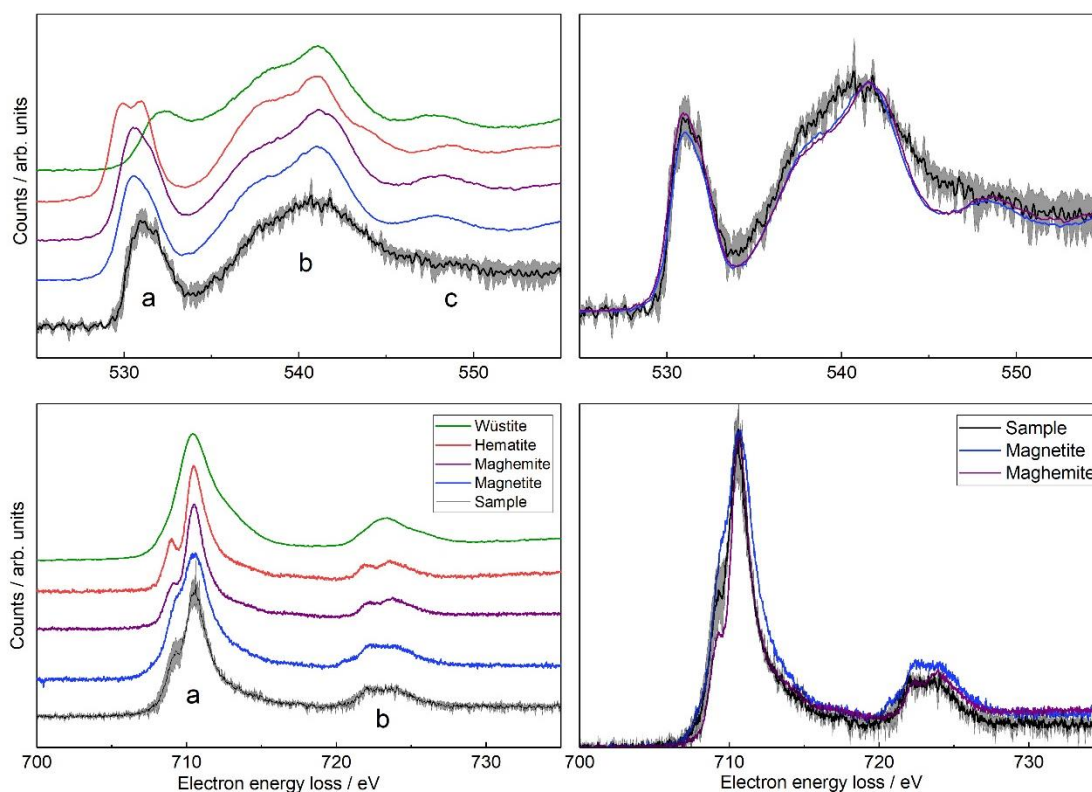 Counts / arb. units
a
b
c
530
540
550
530
540
550
Counts / arb. units
Wüstite
Hematite
Maghemite
Magnetite
Sample
a
b
700
710
720
730
Electron energy loss / eV
Sample
Magnetite
Maghemite
700
710
720
730
Electron energy loss / eV